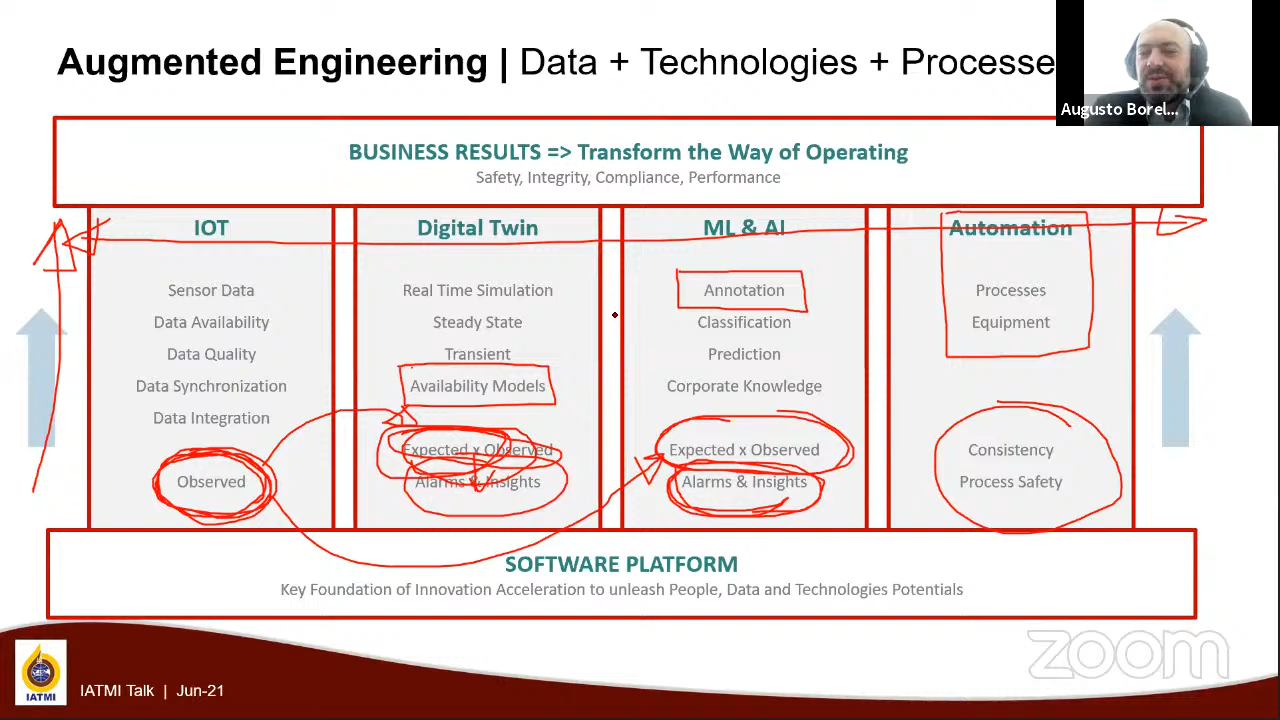 Augmented Engineering | Data + Technologies + Processe
Augusto Borel...
BUSINESS RESULTS => Transform the Way of Operating
Safety, Integrity, Compliance, Performance
IOT
Sensor Data
Data Availability
Data Quality
Data Synchronization
Data Integration
Observed
Digital Twin
Real Time Simulation
Steady State
Transient
Availability Models
Expected x Observed
Alarms & Insights
ML & AI
Annotation
Classification
Prediction
Corporate Knowledge
Expected x Observed
Alarms & Insights
Automation
Processes
Equipment
Consistency
Process Safety
SOFTWARE PLATFORM
Key Foundation of Innovation Acceleration to unleash People, Data and Technologies Potentials
zoom
IATMI
IATMI Talk | Jun-21